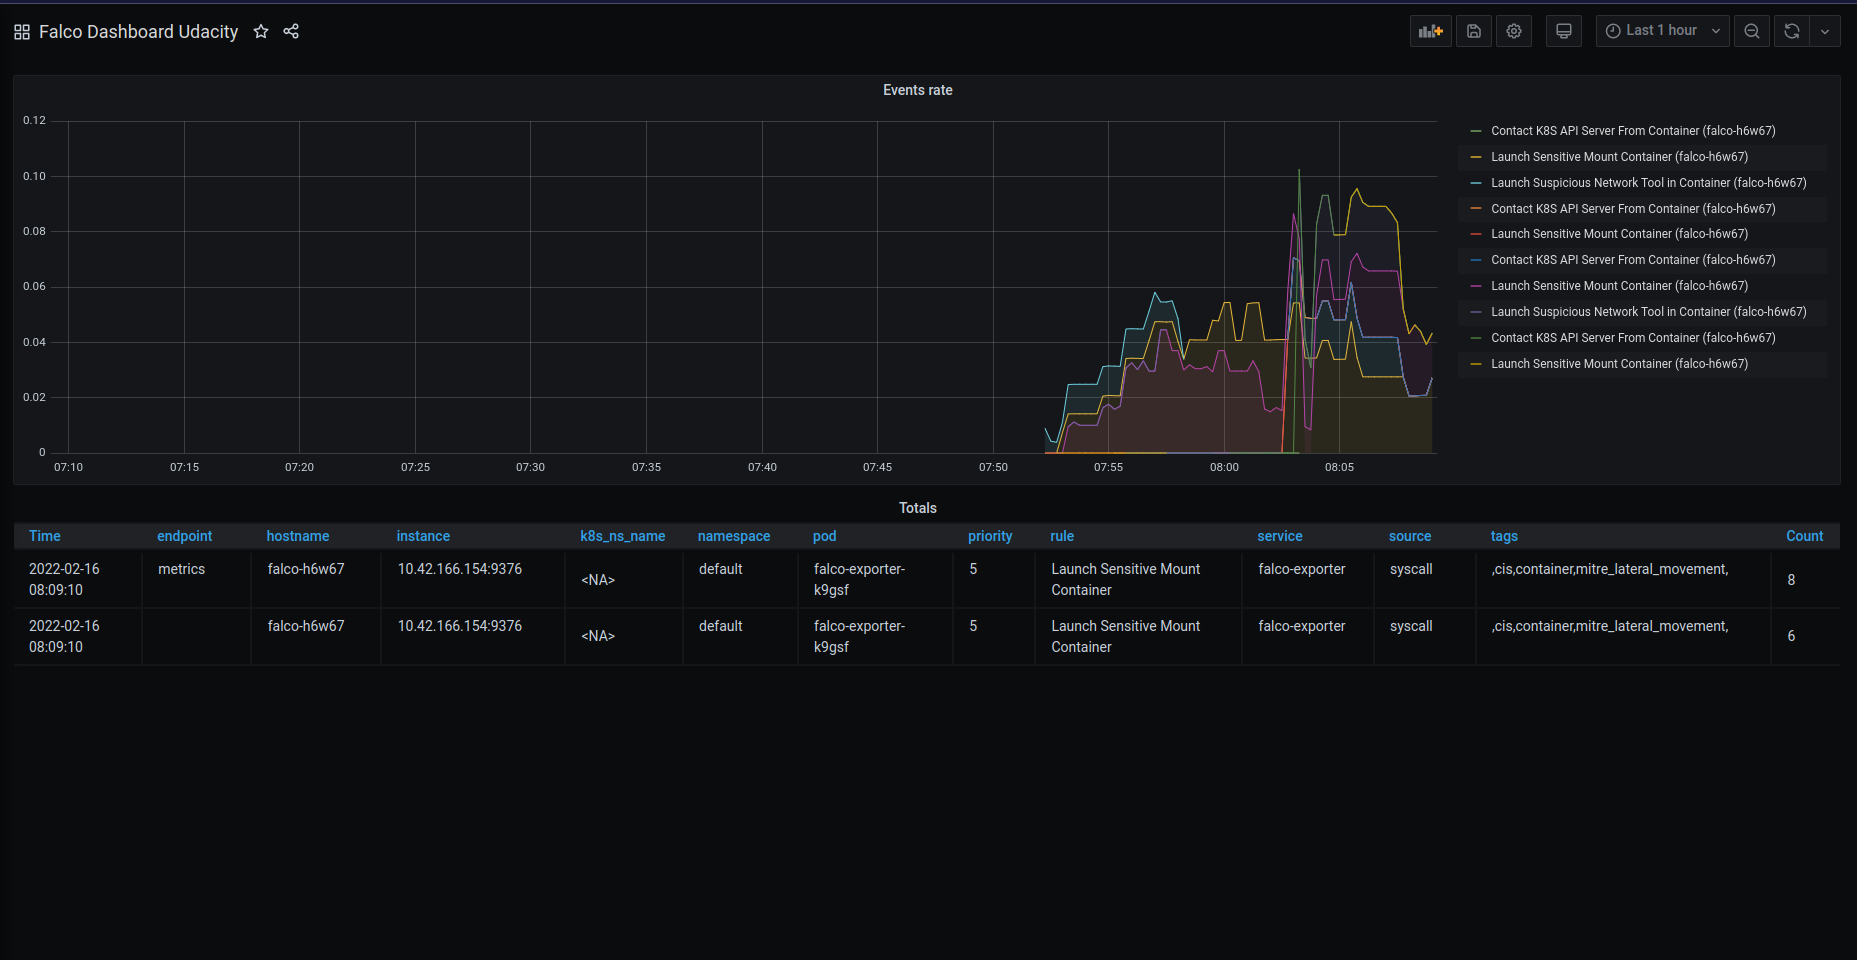 Falco Dashboard Udacity
Last 1 hour
Events rate
0.12
0.10
0.08
0.06
0.04
0.02
0
07:10 07:15 07:20 07:25 07:30 07:35 07:40 07:45 07:50 07:55 08:00 08:05
Contact K8S API Server From Container (falco-h6w67)
Launch Sensitive Mount Container (falco-h6w67)
Launch Suspicious Network Tool in Container (falco-h6w67)
Contact K8S API Server From Container (falco-h6w67)
Launch Sensitive Mount Container (falco-h6w67)
Contact K8S API Server From Container (falco-h6w67)
Launch Sensitive Mount Container (falco-h6w67)
Launch Suspicious Network Tool in Container (falco-h6w67)
Contact K8S API Server From Container (falco-h6w67)
Launch Sensitive Mount Container (falco-h6w67)
Totals
Time endpoint hostname instance k8s_ns_name namespace pod priority rule service source tags Count
2022-02-16 metrics falco-h6w67 10.42.166.154:9376 <NA> default falco-exporter- 5 Launch Sensitive Mount falco-exporter syscall ,cis,container,mitre_lateral_movement, 8
08:09:10 k9gsf Container
2022-02-16 falco-h6w67 10.42.166.154:9376 <NA> default falco-exporter- 5 Launch Sensitive Mount falco-exporter syscall ,cis,container,mitre_lateral_movement, 6
08:09:10 k9gsf Container